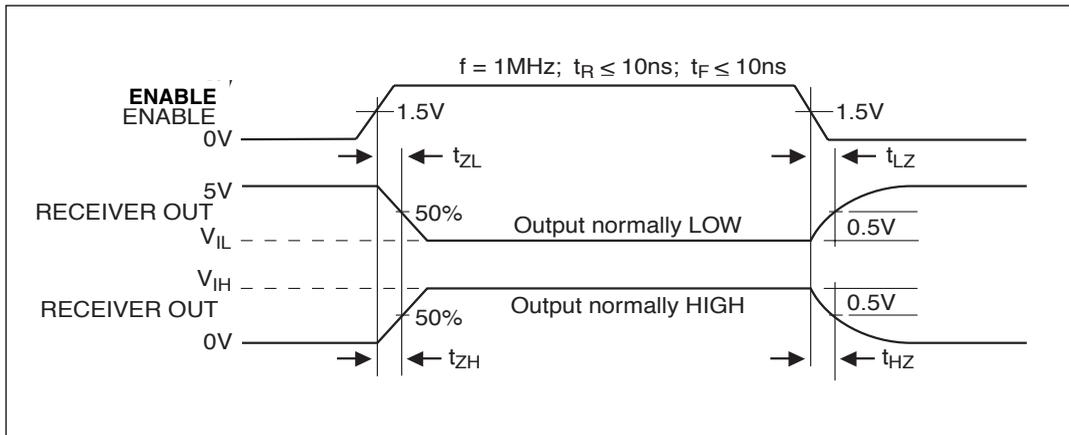 f = 1MHz; tR ≤ 10ns; tF ≤ 10ns
ENABLE
ENABLE
1.5V
1.5V
0V
tZL
tLZ
5V
RECEIVER OUT
50%
Output normally LOW
0.5V
VIL
VIH
RECEIVER OUT
50%
Output normally HIGH
0.5V
0V
tZH
tHZ